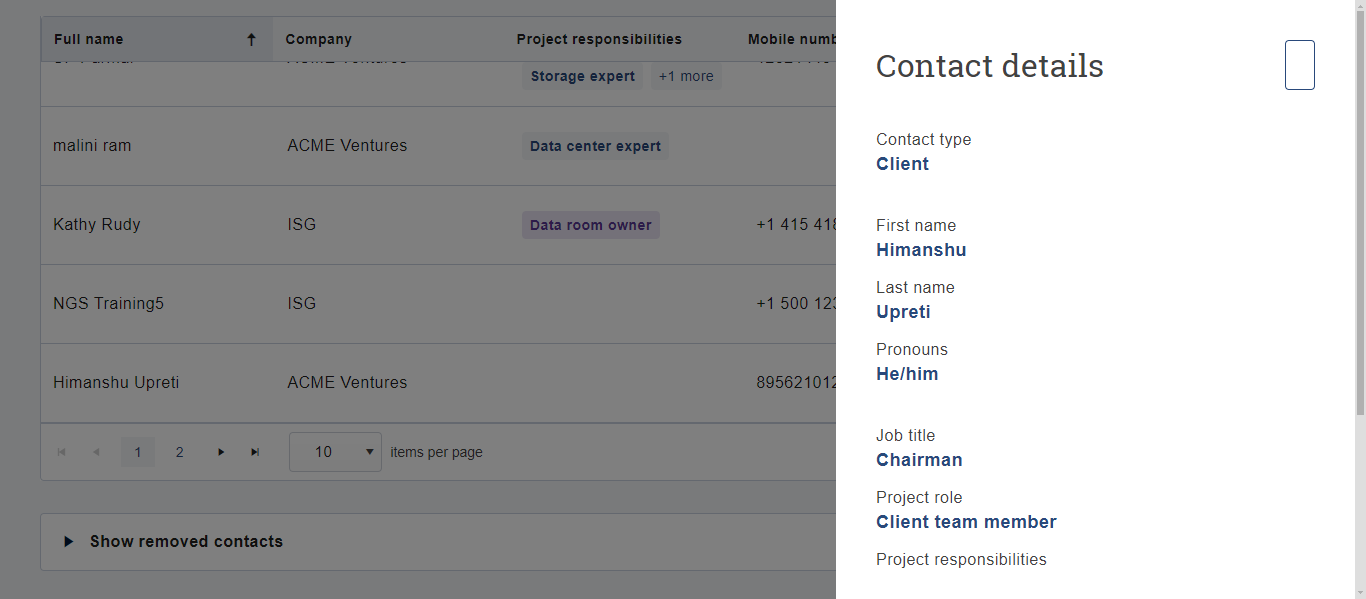 Full name
Company
Project responsibilities
Mobile numb
Storage expert
+1 more
malini ram
ACME Ventures
Data center expert
Kathy Rudy
ISG
Data room owner
+1 415 418
NGS Training5
ISG
+1 500 123
Himanshu Upreti
ACME Ventures
895621012
1
2
10
items per page
Show removed contacts
Contact details
Contact type
Client
First name
Himanshu
Last name
Upreti
Pronouns
He/him
Job title
Chairman
Project role
Client team member
Project responsibilities